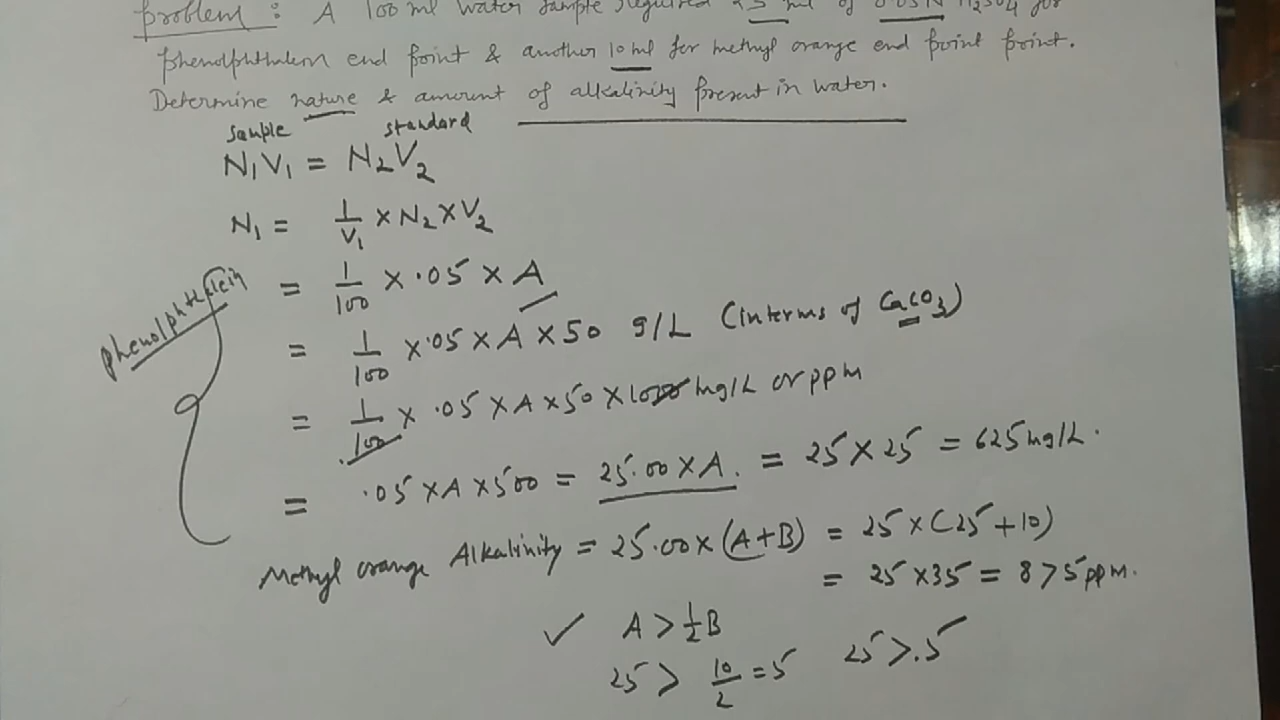 problem : A 100 ml water sample required 25 ml of 0.05N H2SO4 for
phenolphthalein end point & another 10 ml for methyl orange end point point.
Determine nature & amount of alkalinity present in water.
sample standard
N₁V₁ = N₂V₂
N₁ = 1/V₁ × N₂ × V₂
phenolphthalein
= 1/100 × .05 × A
= 1/100 × .05 × A × 50 g/L (interms of CaCO₃)
= 1/100 × .05 × A × 50 × 1000 mg/L or ppm
= .05 × A × 500 = 25.00 × A. = 25 × 25 = 625 mg/L.
Methyl orange Alkalinity = 25.00 × (A+B) = 25 × (25+10)
= 25 × 35 = 875 ppm.
✓ A > 1/2 B
25 > 10/2 = 5 25 > .5